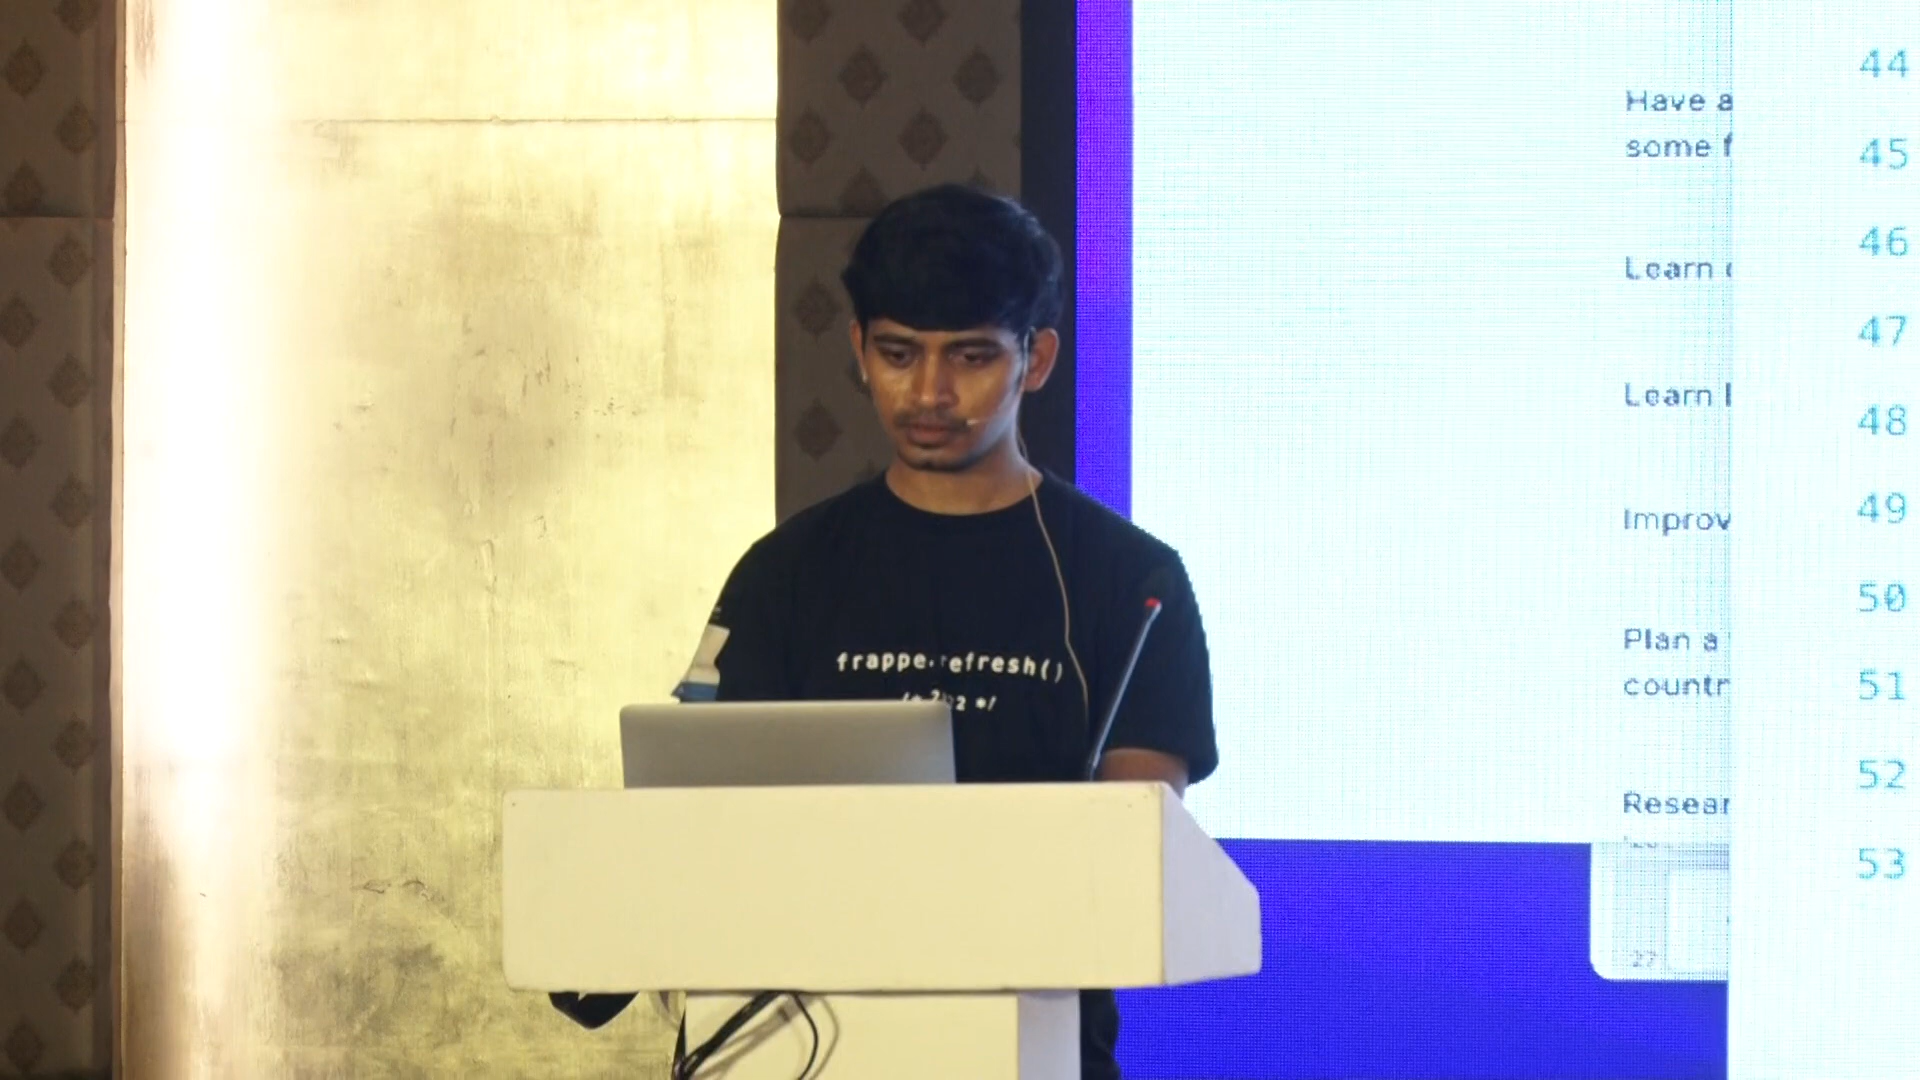 frappe.refresh()
Have a
some f
Learn
Learn
Improv
Plan a
countr
Resear
27
44
45
46
47
48
49
50
51
52
53